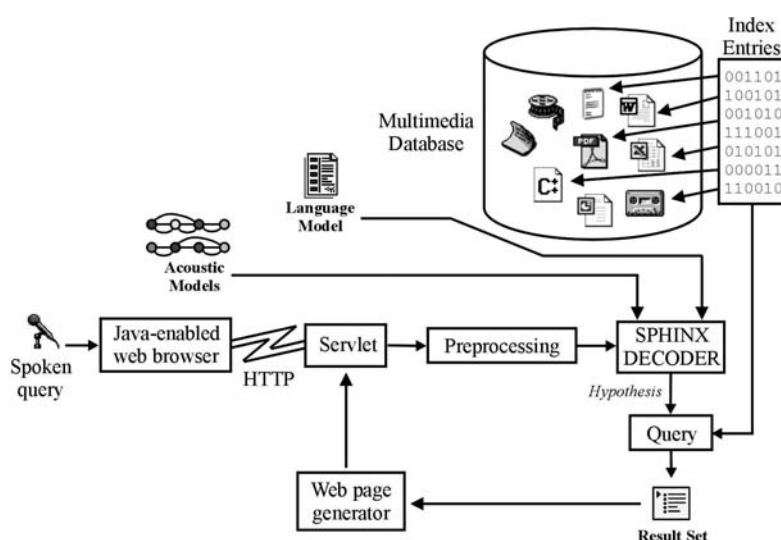 Index
Entries
001101
100101
001010
111001
010101
000011
110010
Multimedia
Database
W
PDF
C++
Language
Model
Acoustic
Models
Spoken
query
Java-enabled
web browser
HTTP
Servlet
Preprocessing
SPHINX
DECODER
Hypothesis
Query
Web page
generator
Result Set